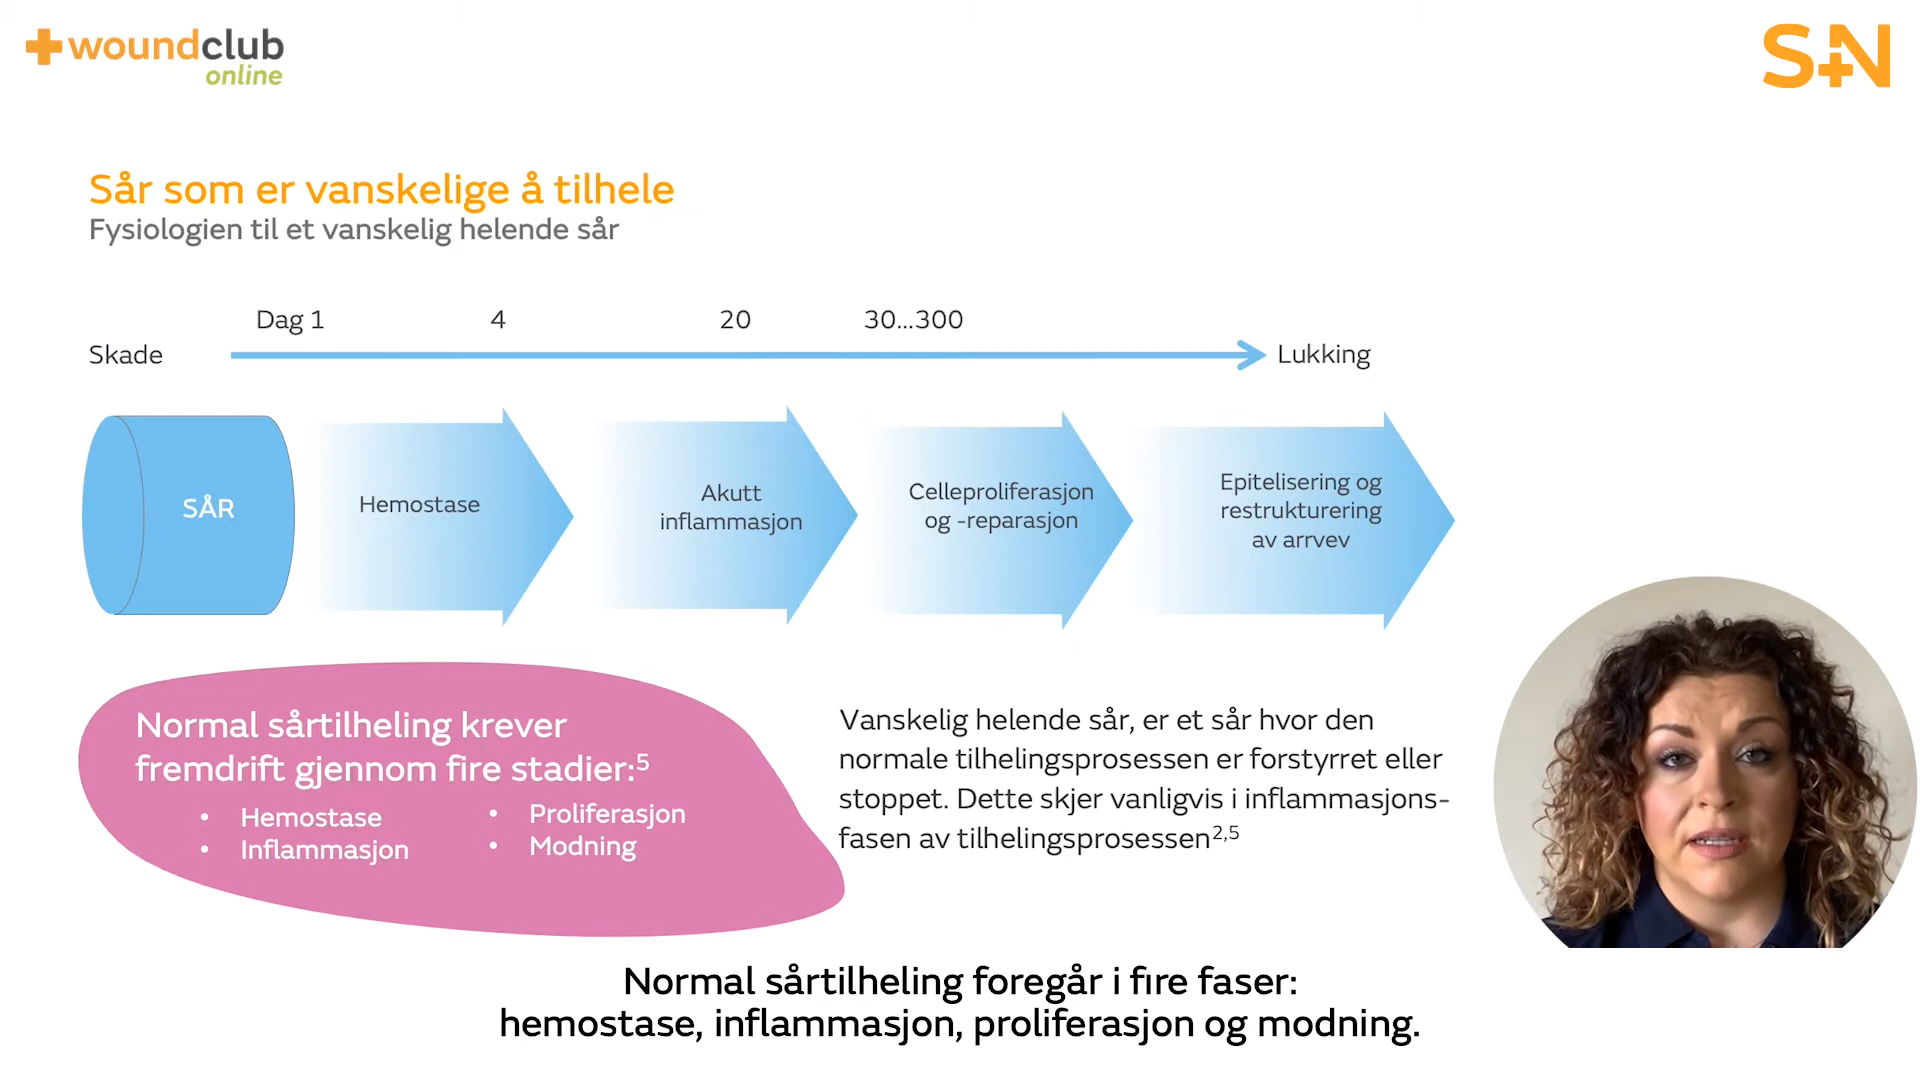 woundclub
online
S+N
Sår som er vanskelige å tilhele
Fysiologien til et vanskelig helende sår
Dag 1 4 20 30...300
Skade Lukking
SÅR
Hemostase
Akutt
inflammasjon
Celleproliferasjon
og -reparasjon
Epitelisering og
restrukturering
av arrvev
Normal sårtilheling krever
fremdrift gjennom fire stadier:5
• Hemostase
• Inflammasjon
• Proliferasjon
• Modning
Vanskelig helende sår, er et sår hvor den
normale tilhelingsprosessen er forstyrret eller
stoppet. Dette skjer vanligvis i inflammasjons-
fasen av tilhelingsprosessen2,5
Normal sårtilheling foregår i fire faser:
hemostase, inflammasjon, proliferasjon og modning.